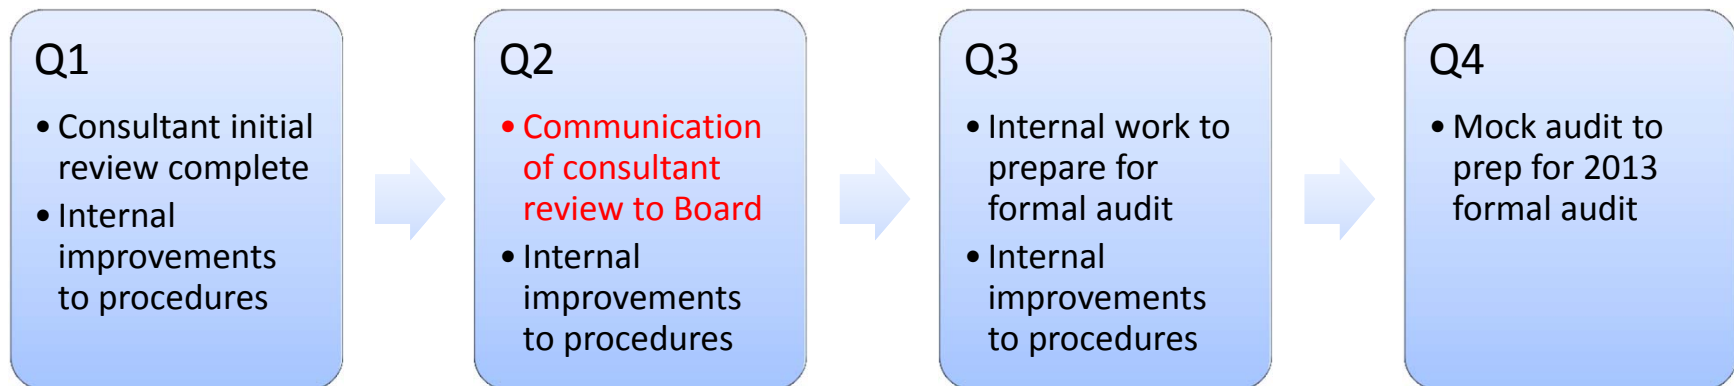 Q1
• Consultant initial
review complete
• Internal
improvements
to procedures
Q2
• Communication
of consultant
review to Board
• Internal
improvements
to procedures
Q3
• Internal work to
prepare for
formal audit
• Internal
improvements
to procedures
Q4
• Mock audit to
prep for 2013
formal audit